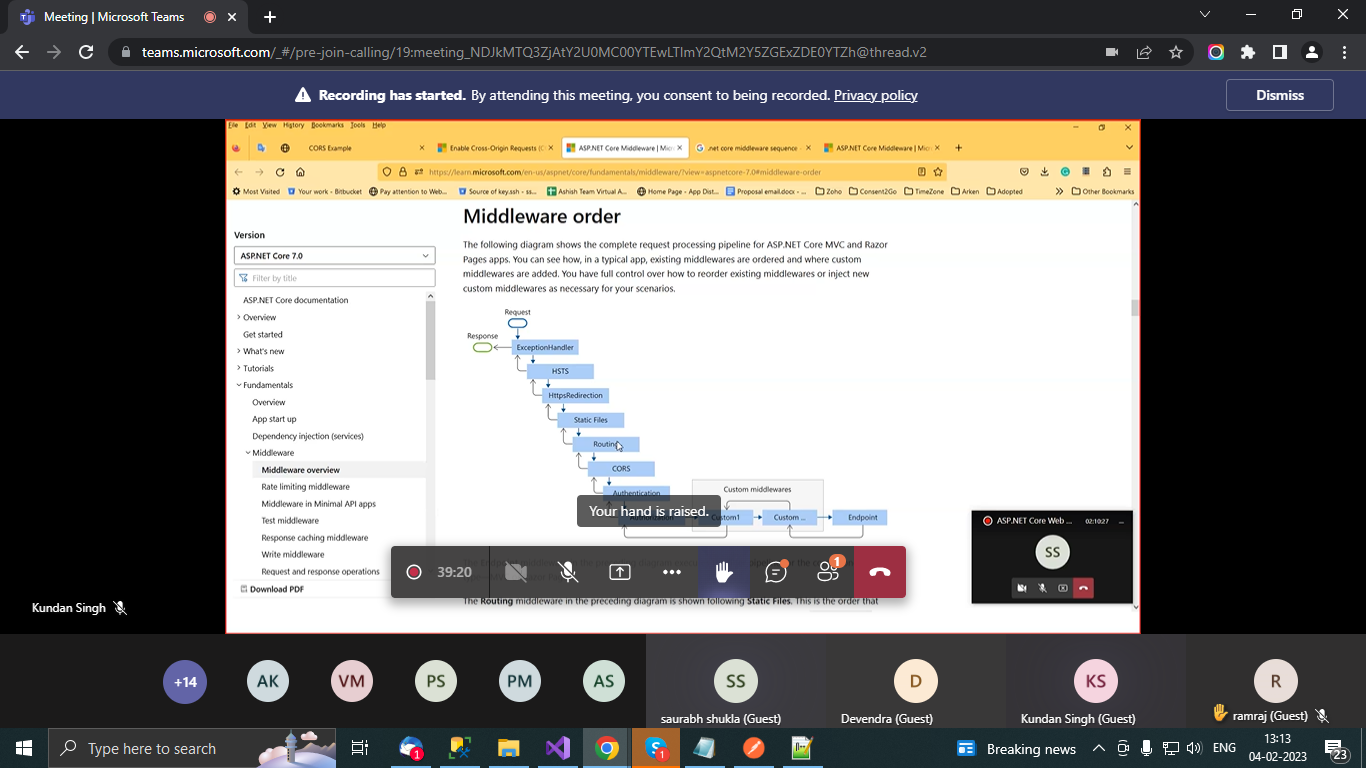 Meeting | Microsoft Teams
teams.microsoft.com/_#/pre-join-calling/19:meeting_NDJkMTQ3ZjAtY2U0MC00YTEwLTlmY2QtM2Y5ZGExZDE0YTZh@thread.v2
Recording has started. By attending this meeting, you consent to being recorded. Privacy policy
Dismiss
File Edit View History Bookmarks Tools Help
CORS Example
Enable Cross-Origin Requests (C
ASP.NET Core Middleware | Micr
.net core middleware sequence -
ASP.NET Core Middleware | Micr
https://learn.microsoft.com/en-us/aspnet/core/fundamentals/middleware/?view=aspnetcore-7.0#middleware-order
Most Visited
Your work - Bitbucket
Pay attention to Web...
Source of key.ssh - ss...
Ashish Team Virtual A...
Home Page - App Dist...
Proposal email.docx - ...
Zoho
Consent2Go
TimeZone
Arken
Adopted
Other Bookmarks
Version
ASP.NET Core 7.0
Filter by title
ASP.NET Core documentation
Overview
Get started
What's new
Tutorials
Fundamentals
Overview
App start up
Dependency injection (services)
Middleware
Middleware overview
Rate limiting middleware
Middleware in Minimal API apps
Test middleware
Response caching middleware
Write middleware
Request and response operations
Download PDF
Middleware order
The following diagram shows the complete request processing pipeline for ASP.NET Core MVC and Razor
Pages apps. You can see how, in a typical app, existing middlewares are ordered and where custom
middlewares are added. You have full control over how to reorder existing middlewares or inject new
custom middlewares as necessary for your scenarios.
Request
Response
ExceptionHandler
HSTS
HttpsRedirection
Static Files
Routing
CORS
Authentication
Custom middlewares
Custom1
Custom ...
Endpoint
Your hand is raised.
39:20
1
The Routing middleware in the preceding diagram is shown following Static Files. This is the order that
ASP.NET Core Web ...
02:10:27
...
SS
Kundan Singh
+14
AK
VM
PS
PM
AS
SS
saurabh shukla (Guest)
D
Devendra (Guest)
KS
Kundan Singh (Guest)
R
ramraj (Guest)
Type here to search
1
1
Breaking news
ENG
13:13
04-02-2023
23